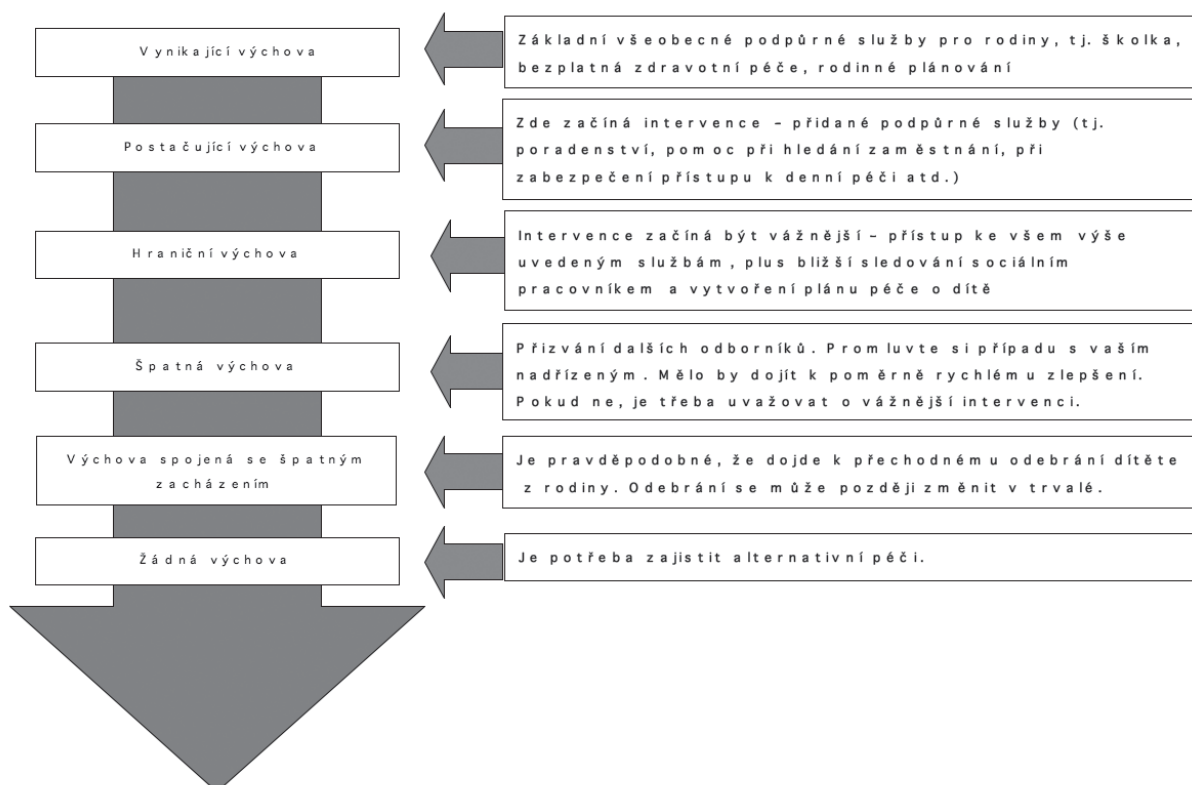 Vynikající výchova
Základní všeobecné podpůrné služby pro rodiny, tj. školka,
bezplatná zdravotní péče, rodinné plánování
Postačující výchova
Zde začíná intervence – přidané podpůrné služby (tj.
poradenství, pomoc při hledání zaměstnání, při
zabezpečení přístupu k denní péči atd.)
Hraniční výchova
Intervence začíná být vážnější – přístup ke všem výše
uvedeným službám, plus bližší sledování sociálním
pracovníkem a vytvoření plánu péče o dítě
Špatná výchova
Přizvání dalších odborníků. Promluvte si případu s vaším
nadřízeným. Mělo by dojít k poměrně rychlému zlepšení.
Pokud ne, je třeba uvažovat o vážnější intervenci.
Výchova spojená se špatným
zacházením
Je pravděpodobné, že dojde k přechodnému odebrání dítěte
z rodiny. Odebrání se může později změnit v trvalé.
Žádná výchova
Je potřeba zajistit alternativní péči.